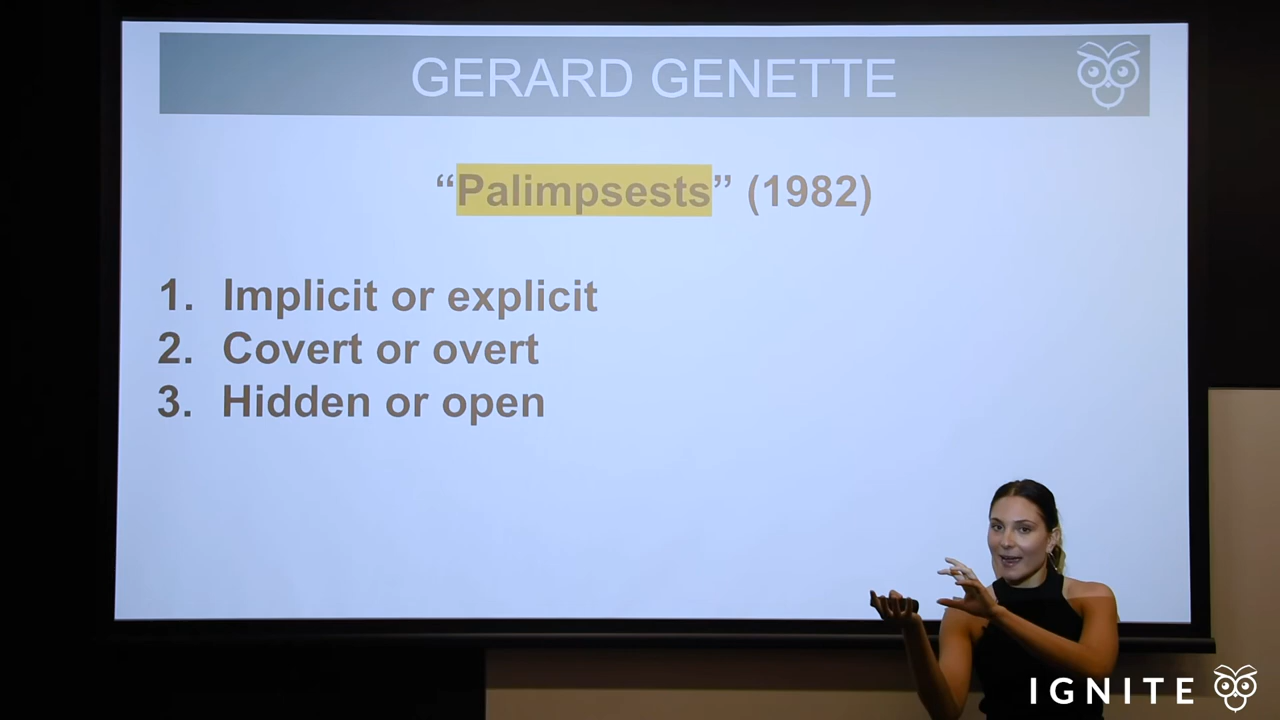 GERARD GENETTE
“Palimpsests” (1982)
1. Implicit or explicit
2. Covert or overt
3. Hidden or open
IGNITE